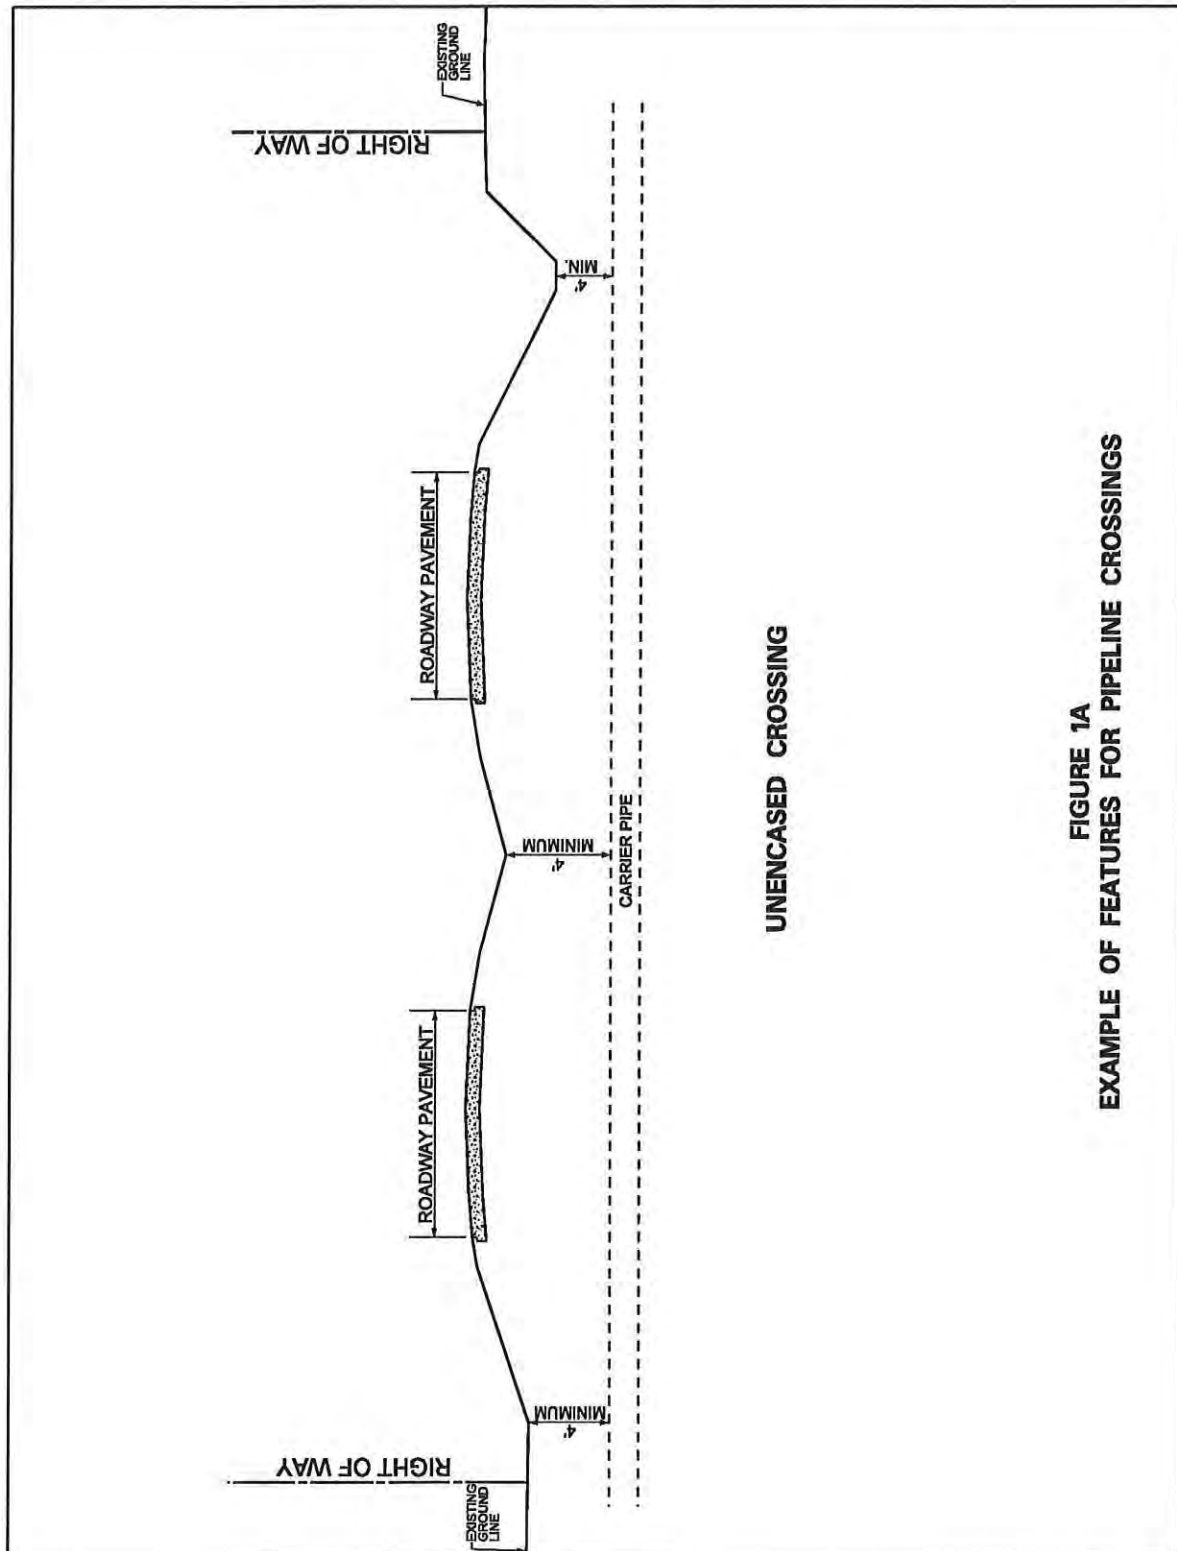 EXISTING
GROUND
LINE
RIGHT OF WAY
4'
MINIMUM
ROADWAY PAVEMENT
4'
MINIMUM
CARRIER PIPE
ROADWAY PAVEMENT
4'
MIN.
RIGHT OF WAY
EXISTING
GROUND
LINE
UNENCASED CROSSING
FIGURE 1A
EXAMPLE OF FEATURES FOR PIPELINE CROSSINGS